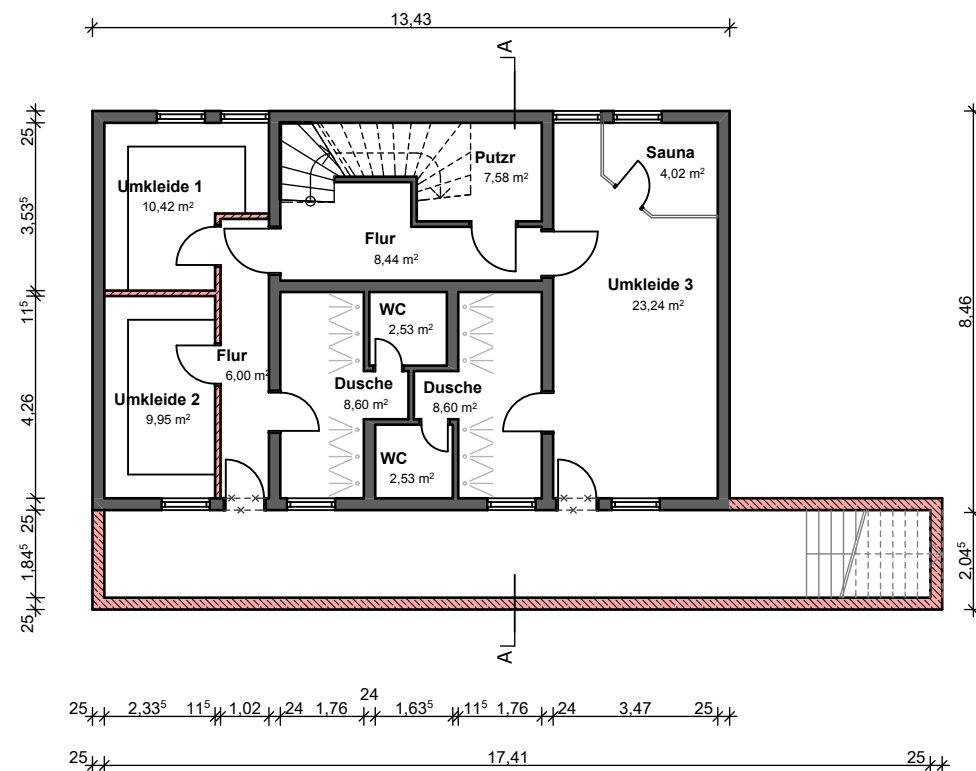 13,43
A
25
3.53⁵
11⁵
4,26
25
1.84⁵
25
8,46
2,04⁵
Umkleide 1
10,42 m²
Putzr
7,58 m²
Sauna
4,02 m²
Flur
8,44 m²
Umkleide 3
23,24 m²
WC
2,53 m²
Flur
6,00 m²
Dusche
8,60 m²
Dusche
8,60 m²
Umkleide 2
9,95 m²
WC
2,53 m²
A
24
25 2,33⁵ 11⁵ 1,02 24 1,76 1,63⁵ 11⁵ 1,76 24 3,47 25
25 17,41 25